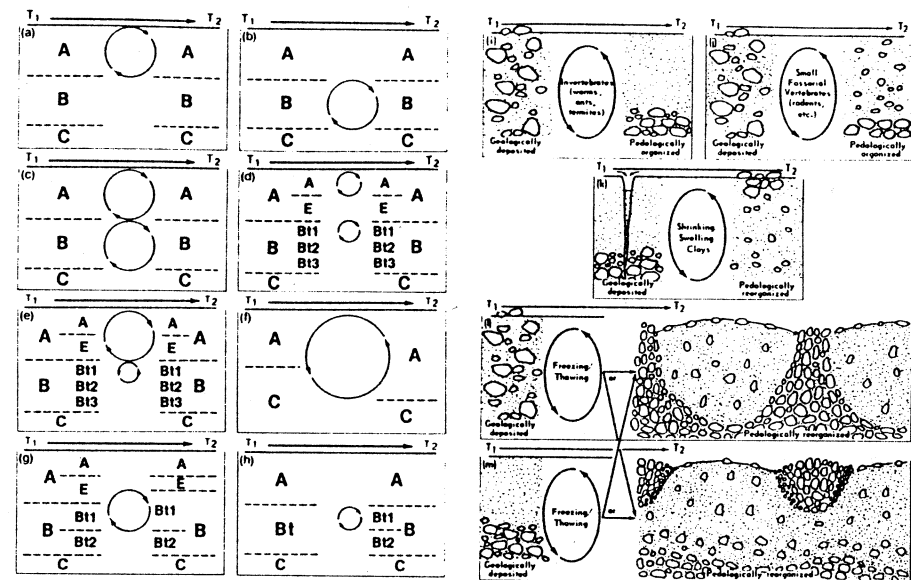 T1 T2
(a)
A A
B B
C C
T1 T2
(b)
A A
B B
C C
T1 T2
(c)
A A
B B
C C
T1 T2
(d)
A A A A
E E
Bt1 Bt1
B Bt2 Bt2 B
Bt3 Bt3
C C
T1 T2
(e)
A A
A A
E E
Bt1 Bt1
B Bt2 Bt2 B
Bt3 Bt3
C C
T1 T2
(f)
A A
C C
T1 T2
(g)
A A
A E
E
Bt1 Bt1
B B
Bt2 Bt2
C C
T1 T2
(h)
A A
Bt Bt1 B
Bt2
C C
T1 T2
(i)
Invertebrates
(worms,
ants,
termites)
Geologically
deposited
Pedologically
organized
T1 T2
(j)
Small
Fossorial
Vertebrates
(rodents,
etc.)
Geologically
deposited
Pedologically
organized
T1 T2
(k)
Shrinking
Swelling
Clays
Geologically
deposited
Pedologically
reorganized
T1 T2
(l)
Freezing/
Thawing
or
Geologically
deposited
Pedologically reorganized
T1 T2
(m)
Freezing/
Thawing
or
Geologically
deposited
Pedologically reorganized